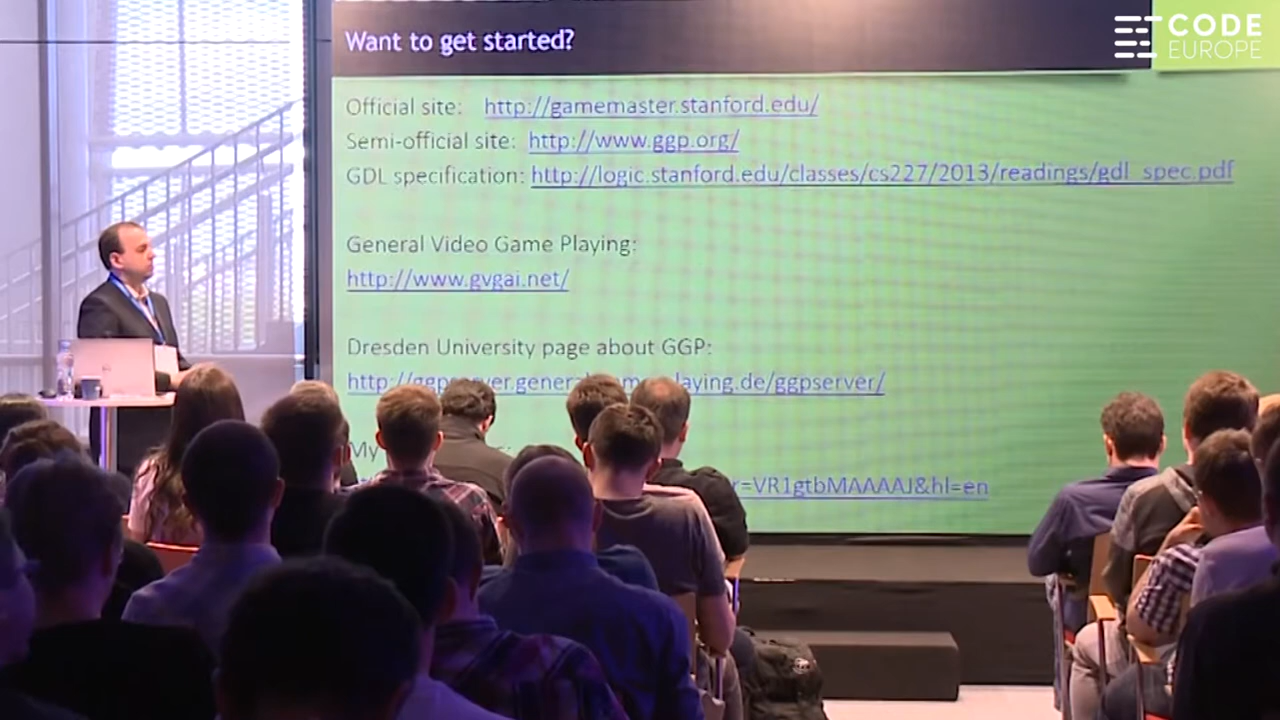 Want to get started?
CODE
EUROPE
Official site: http://gamemaster.stanford.edu/
Semi-official site: http://www.ggp.org/
GDL specification: http://logic.stanford.edu/classes/cs227/2013/readings/gdl_spec.pdf
General Video Game Playing:
http://www.gvgai.net/
Dresden University page about GGP:
My
r=VR1gtbMAAAAJ&hl=en